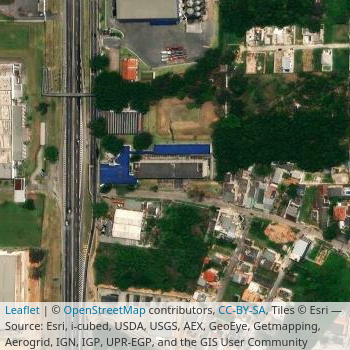 Leaflet | © OpenStreetMap contributors, CC-BY-SA, Tiles © Esri —
Source: Esri, i-cubed, USDA, USGS, AEX, GeoEye, Getmapping,
Aerogrid, IGN, IGP, UPR-EGP, and the GIS User Community